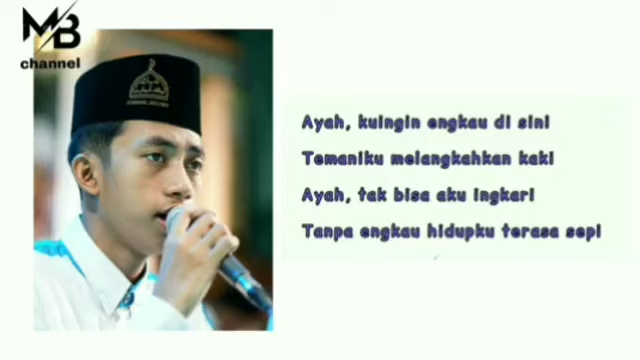 MB
channel
Ayah, kuingin engkau di sini
Temaniku melangkahkan kaki
Ayah, tak bisa aku ingkari
Tanpa engkau hidupku terasa sepi